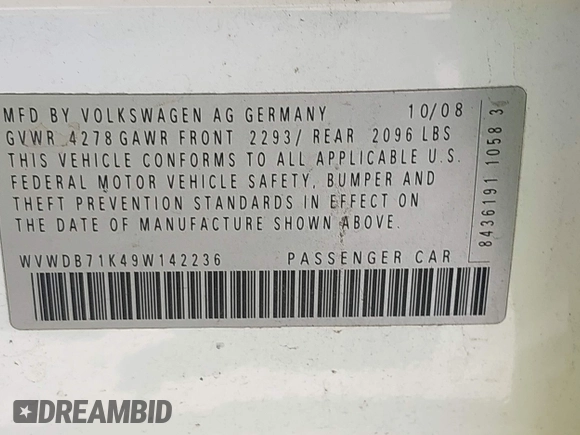 MFD BY VOLKSWAGEN AG GERMANY 10/08
GVWR 4278 GAWR FRONT 2293/ REAR 2096 LBS
THIS VEHICLE CONFORMS TO ALL APPLICABLE U.S.
FEDERAL MOTOR VEHICLE SAFETY, BUMPER AND
THEFT PREVENTION STANDARDS IN EFFECT ON
THE DATE OF MANUFACTURE SHOWN ABOVE.
WVWDB71K49W142236 PASSENGER CAR
8436191 1058 3
DREAMBID